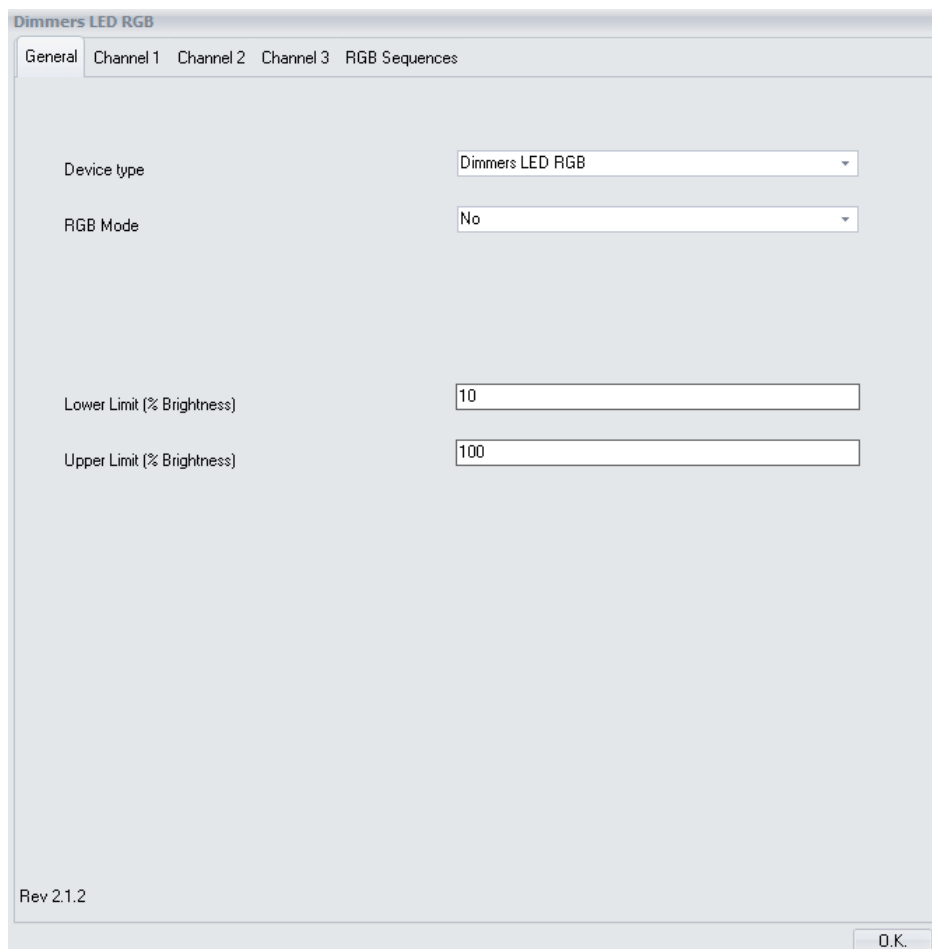 Dimmers LED RGB
General Channel 1 Channel 2 Channel 3 RGB Sequences
Device type Dimmers LED RGB
RGB Mode No
Lower Limit (% Brightness) 10
Upper Limit (% Brightness) 100
Rev 2.1.2
O.K.